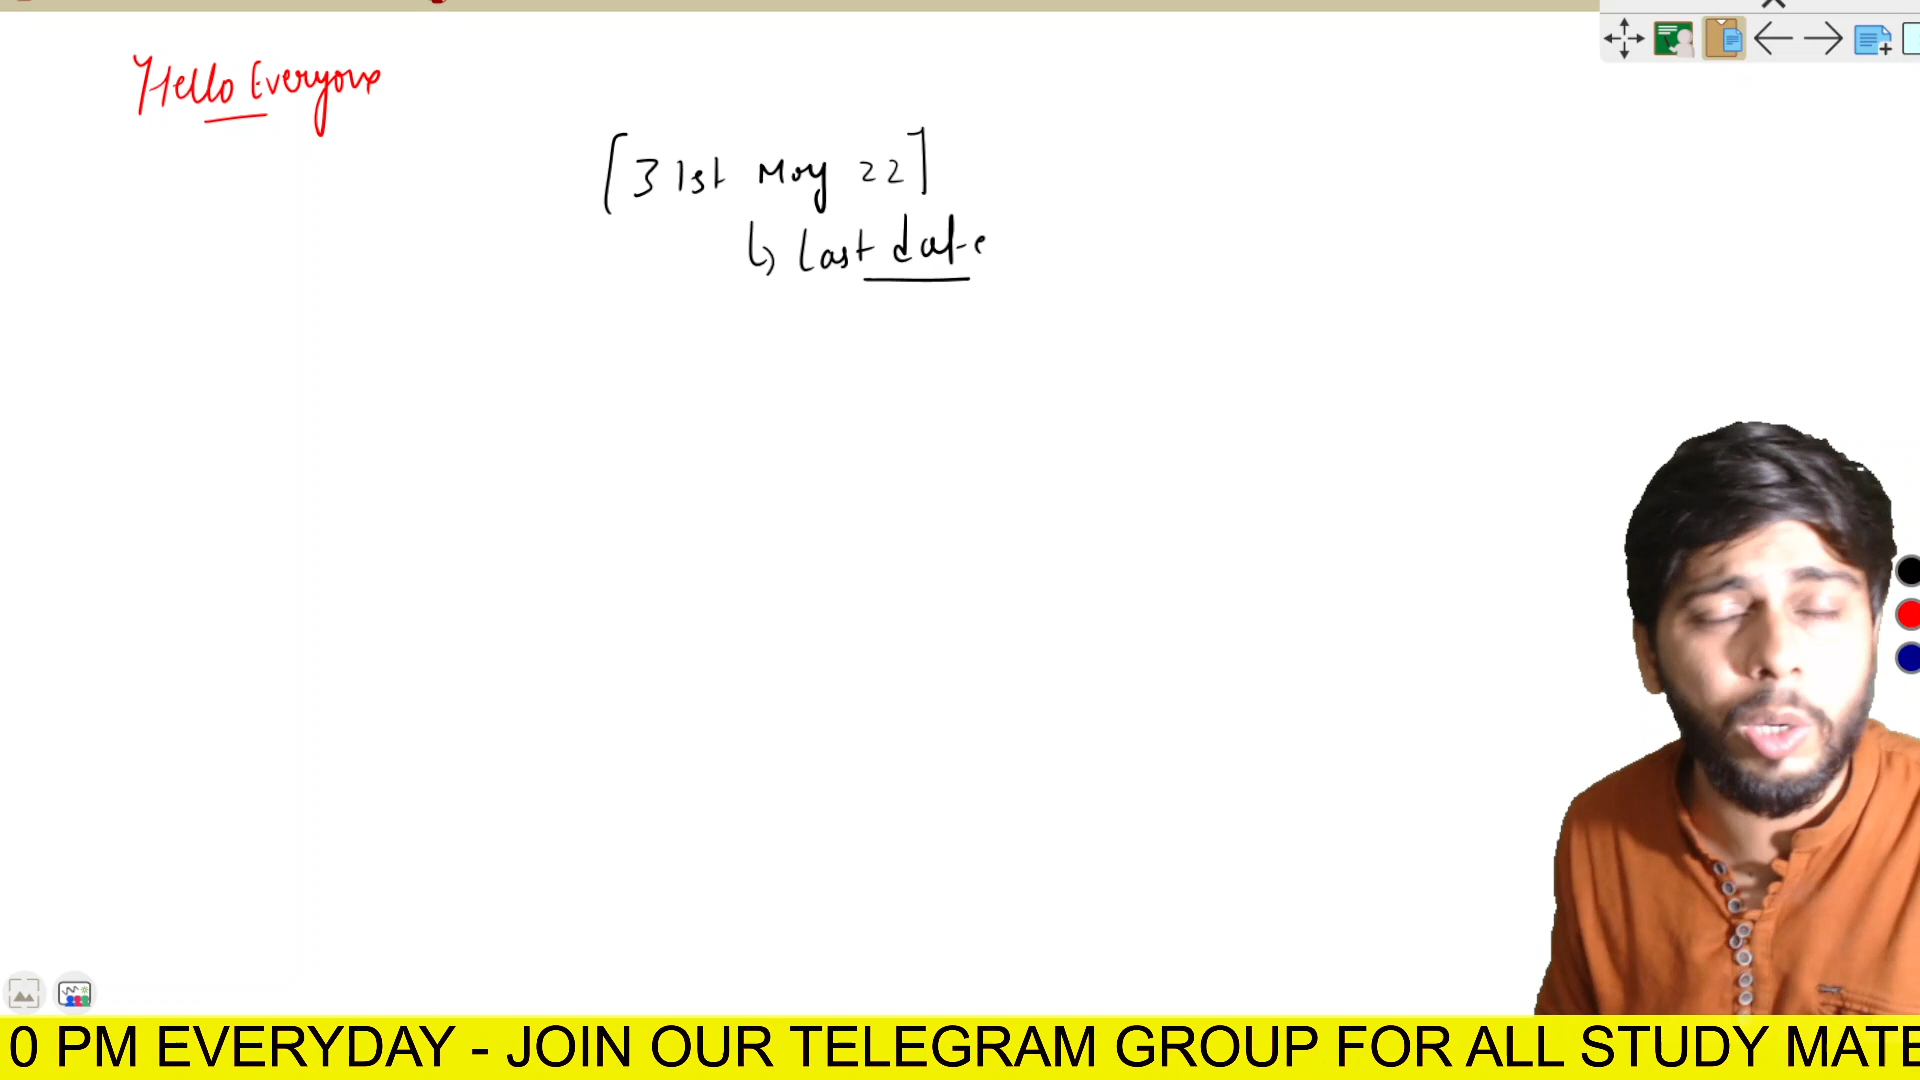 Hello Everyone
[31st May 22]
↳ Last date
0 PM EVERYDAY - JOIN OUR TELEGRAM GROUP FOR ALL STUDY MATE